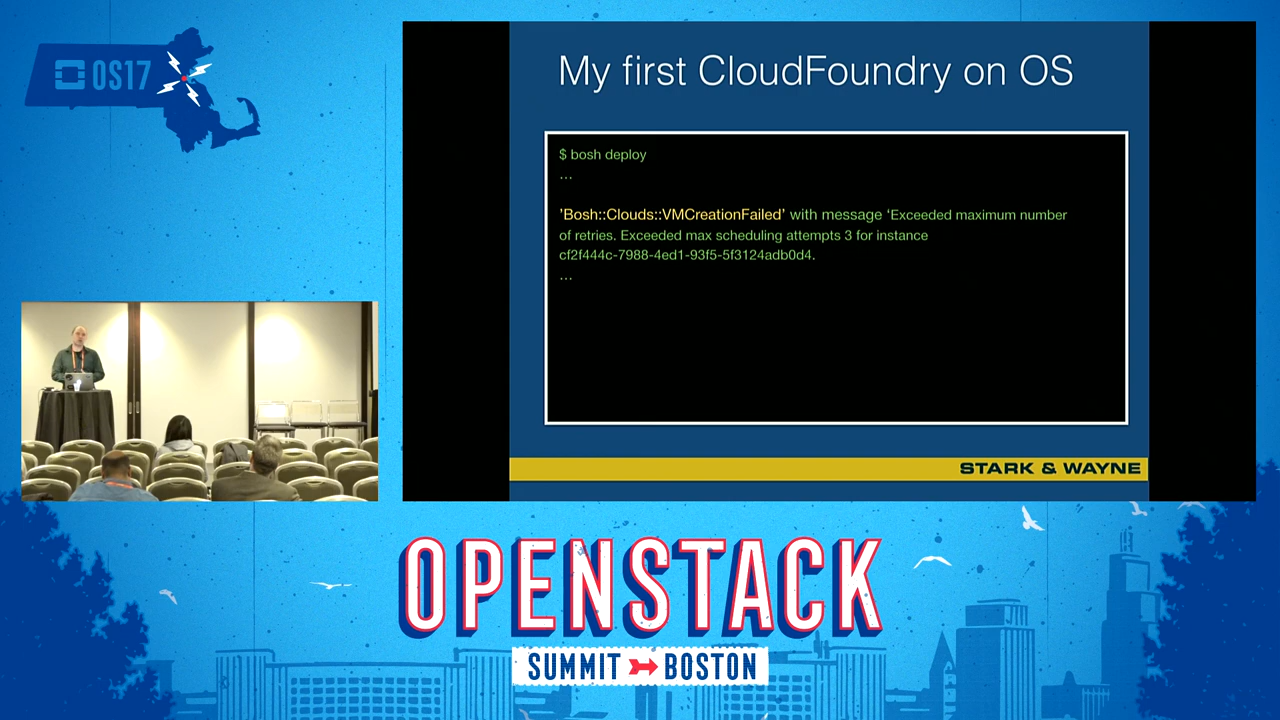 OS17
My first CloudFoundry on OS
$ bosh deploy
...
’Bosh::Clouds::VMCreationFailed’ with message ‘Exceeded maximum number
of retries. Exceeded max scheduling attempts 3 for instance
cf2f444c-7988-4ed1-93f5-5f3124adb0d4.
...
STARK & WAYNE
OPENSTACK
SUMMIT BOSTON